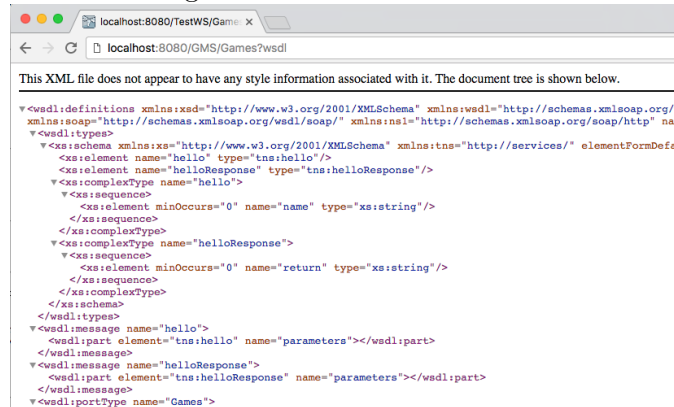 localhost:8080/TestWS/Game
localhost:8080/GMS/Games?wsdl
This XML file does not appear to have any style information associated with it. The document tree is shown below.
▼<wsdl:definitions xmlns:xsd="http://www.w3.org/2001/XMLSchema" xmlns:wsdl="http://schemas.xmlsoap.org/
xmlns:soap="http://schemas.xmlsoap.org/wsdl/soap/" xmlns:ns1="http://schemas.xmlsoap.org/soap/http" na
▼<wsdl:types>
▼<xs:schema xmlns:xs="http://www.w3.org/2001/XMLSchema" xmlns:tns="http://services/" elementFormDefa
<xs:element name="hello" type="tns:hello"/>
<xs:element name="helloResponse" type="tns:helloResponse"/>
▼<xs:complexType name="hello">
▼<xs:sequence>
<xs:element minOccurs="0" name="name" type="xs:string"/>
</xs:sequence>
</xs:complexType>
▼<xs:complexType name="helloResponse">
▼<xs:sequence>
<xs:element minOccurs="0" name="return" type="xs:string"/>
</xs:sequence>
</xs:complexType>
</xs:schema>
</wsdl:types>
▼<wsdl:message name="hello">
<wsdl:part element="tns:hello" name="parameters"></wsdl:part>
</wsdl:message>
▼<wsdl:message name="helloResponse">
<wsdl:part element="tns:helloResponse" name="parameters"></wsdl:part>
</wsdl:message>
▼<wsdl:portType name="Games">